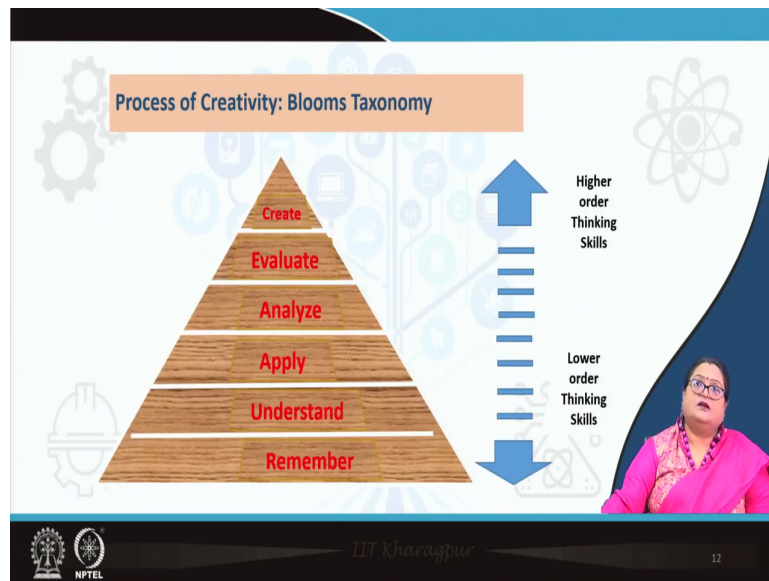 Process of Creativity: Blooms Taxonomy
Create
Evaluate
Analyze
Apply
Understand
Remember
Higher
order
Thinking
Skills
Lower
order
Thinking
Skills
NPTEL
IIT Kharagpur
12